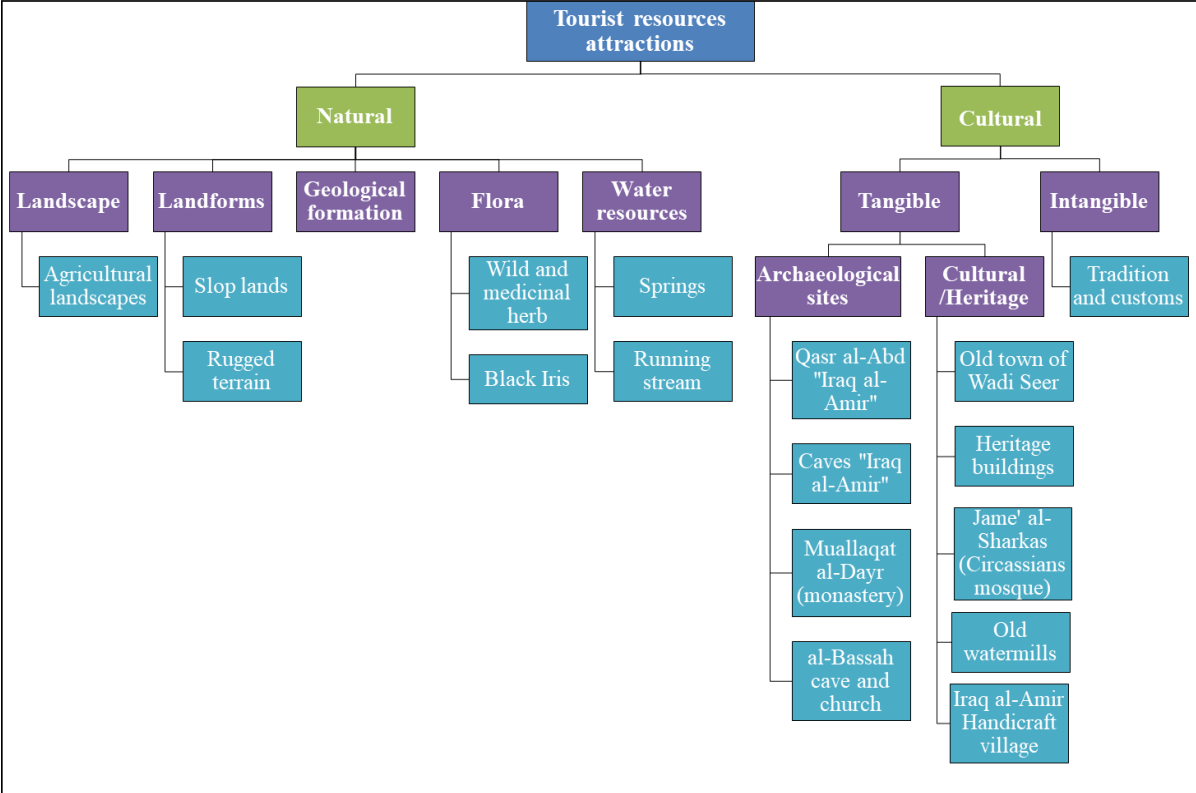 Tourist resources
attractions
Natural
Cultural
Landscape
Landforms
Geological
formation
Flora
Water
resources
Tangible
Intangible
Agricultural
landscapes
Slop lands
Rugged
terrain
Wild and
medicinal
herb
Black Iris
Springs
Running
stream
Archaeological
sites
Cultural
/Heritage
Tradition
and customs
Qasr al-Abd
"Iraq al-
Amir"
Caves "Iraq
al-Amir"
Muallaqat
al-Dayr
(monastery)
al-Bassah
cave and
church
Old town of
Wadi Seer
Heritage
buildings
Jame' al-
Sharkas
(Circassians
mosque)
Old
watermills
Iraq al-Amir
Handicraft
village